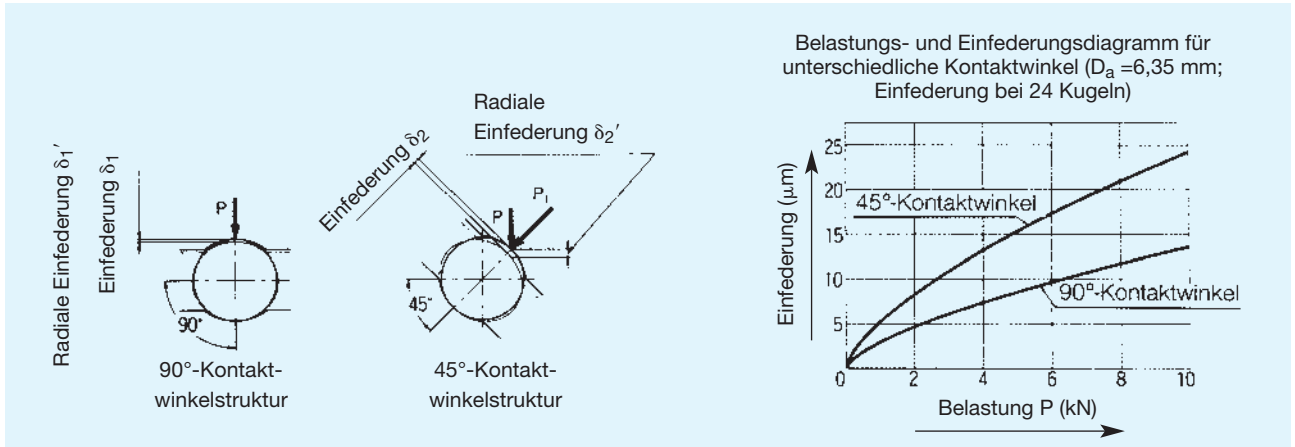 Radiale Einfederung δ₁′
Einfederung δ₁
P
90°
90°-Kontakt-
winkelstruktur
Einfederung δ₂
Radiale
Einfederung δ₂′
P
P₁
45°
45°-Kontakt-
winkelstruktur
Belastungs- und Einfederungsdiagramm für
unterschiedliche Kontaktwinkel (Dₐ =6,35 mm;
Einfederung bei 24 Kugeln)
Einfederung (μm)
25
20
15
10
5
45°-Kontaktwinkel
90°-Kontaktwinkel
0 2 4 6 8 10
Belastung P (kN)